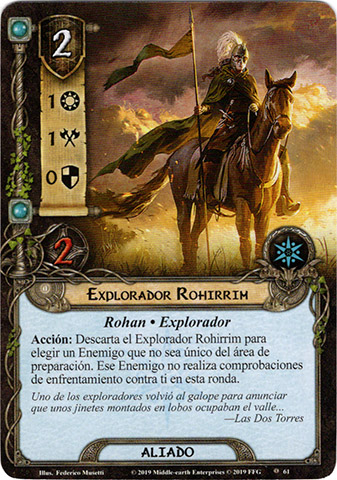 2
1
1
0
2
Explorador Rohirrim
Rohan • Explorador
Acción: Descarta el Explorador Rohirrim para
elegir un Enemigo que no sea único del área de
preparación. Ese Enemigo no realiza comprobaciones
de enfrentamiento contra ti en esta ronda.
Uno de los exploradores volvió al galope para anunciar
que unos jinetes montados en lobos ocupaban el valle...
—Las Dos Torres
ALIADO
Illus. Federico Musetti
© 2019 Middle-earth Enterprises © 2019 FFG
61